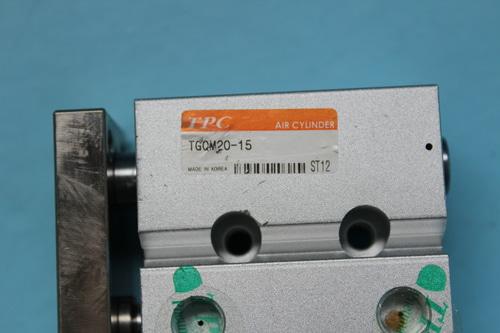 TPC AIR CYLINDER
TGQM20-15
MADE IN KOREA ST12